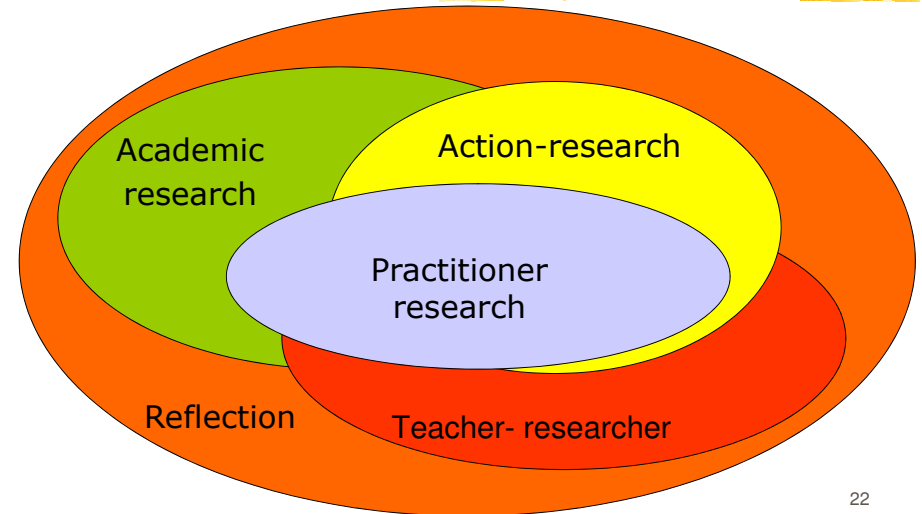 Academic
research
Action-research
Practitioner
research
Reflection
Teacher- researcher
22